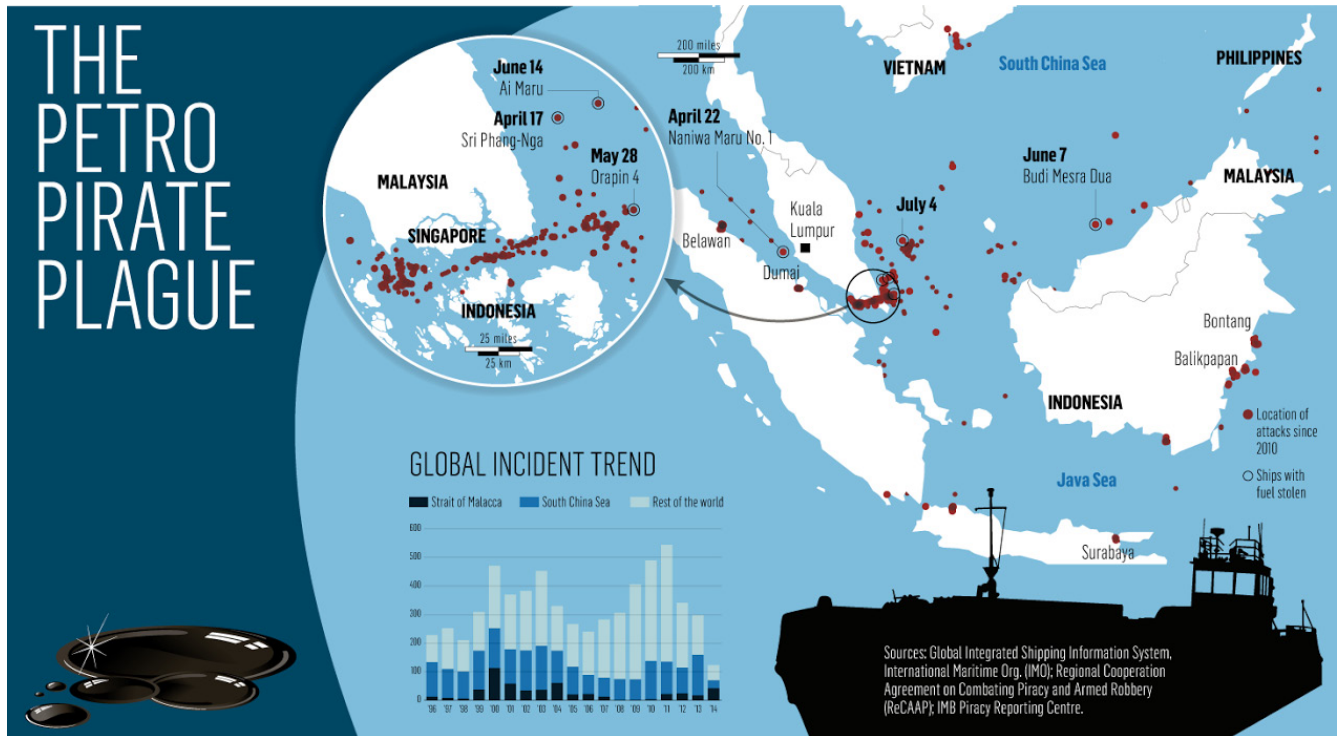 THE
PETRO
PIRATE
PLAGUE
June 14
Ai Maru
April 17
Sri Phang-Nga
May 28
Orapin 4
MALAYSIA
SINGAPORE
INDONESIA
25 miles
25 km
200 miles
200 km
April 22
Naniwa Maru No. 1
VIETNAM
South China Sea
PHILIPPINES
June 7
Budi Mesra Dua
MALAYSIA
July 4
Kuala
Lumpur
Belawan
Dumai
Bontang
Balikpapan
INDONESIA
Location of
attacks since
2010
Ships with
fuel stolen
Java Sea
Surabaya
GLOBAL INCIDENT TREND
Strait of Malacca
South China Sea
Rest of the world
600
500
400
300
200
100
0
'96 '97 '98 '99 '00 '01 '02 '03 '04 '05 '06 '07 '08 '09 '10 '11 '12 '13 '14
Sources: Global Integrated Shipping Information System,
International Maritime Org. (IMO); Regional Cooperation
Agreement on Combating Piracy and Armed Robbery
(ReCAAP); IMB Piracy Reporting Centre.